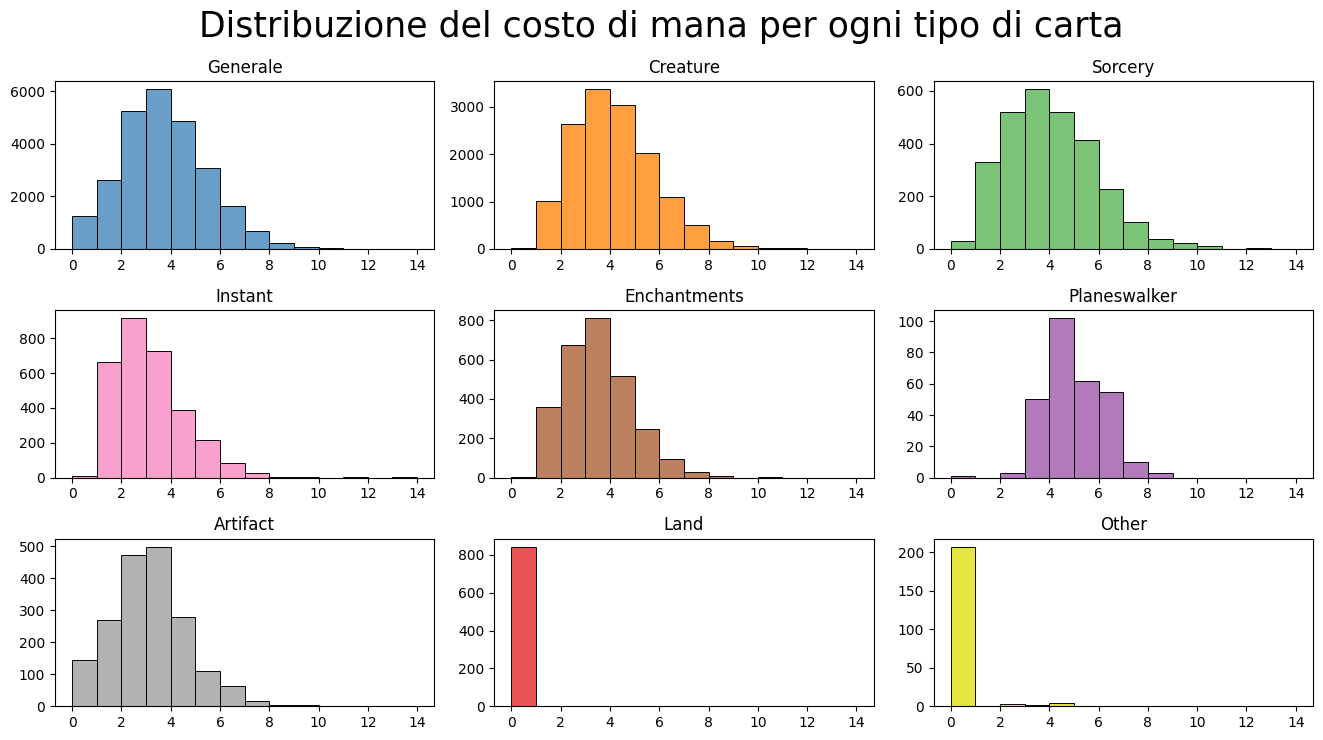 Distribuzione del costo di mana per ogni tipo di carta
Generale
6000
4000
2000
0
0 2 4 6 8 10 12 14
Creature
3000
2000
1000
0
0 2 4 6 8 10 12 14
Sorcery
600
400
200
0
0 2 4 6 8 10 12 14
Instant
800
600
400
200
0
0 2 4 6 8 10 12 14
Enchantments
800
600
400
200
0
0 2 4 6 8 10 12 14
Planeswalker
100
80
60
40
20
0
0 2 4 6 8 10 12 14
Artifact
500
400
300
200
100
0
0 2 4 6 8 10 12 14
Land
800
600
400
200
0
0 2 4 6 8 10 12 14
Other
200
150
100
50
0
0 2 4 6 8 10 12 14